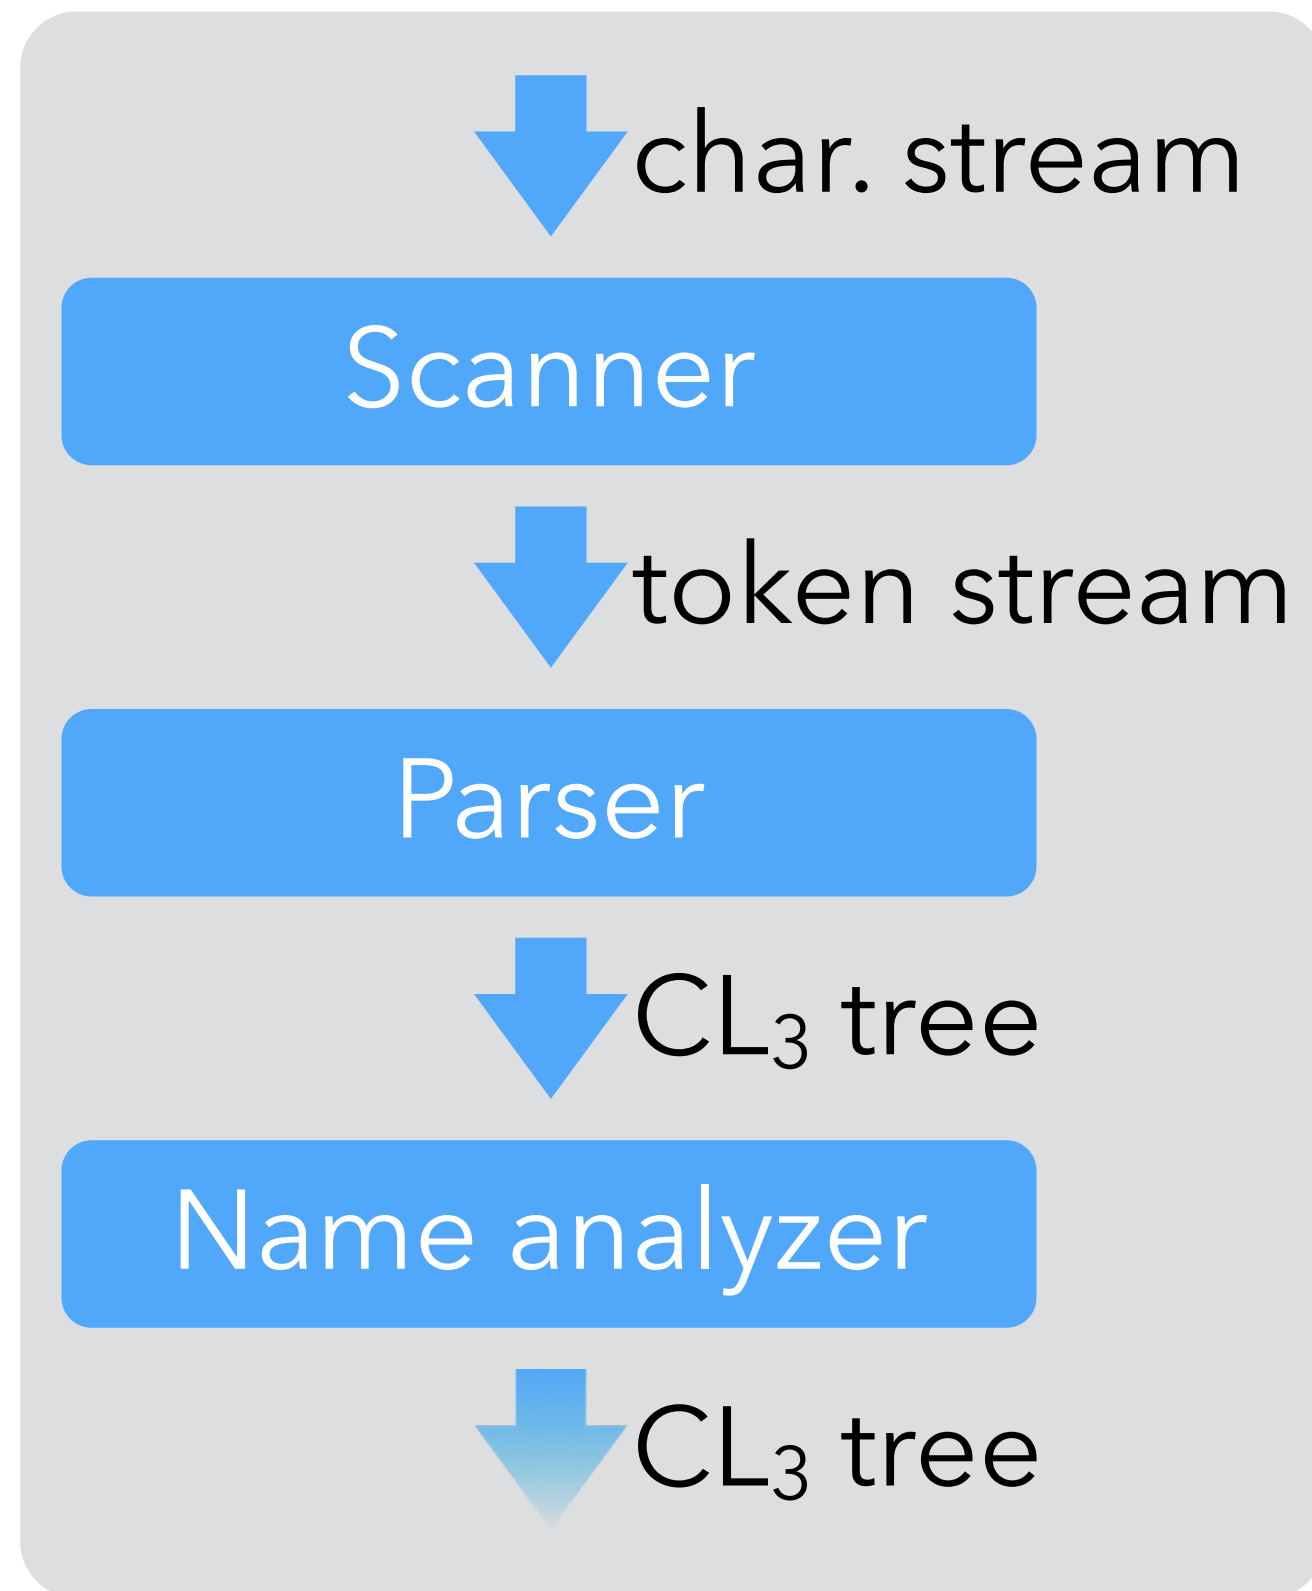 char. stream
Scanner
token stream
Parser
CL₃ tree
Name analyzer
CL₃ tree